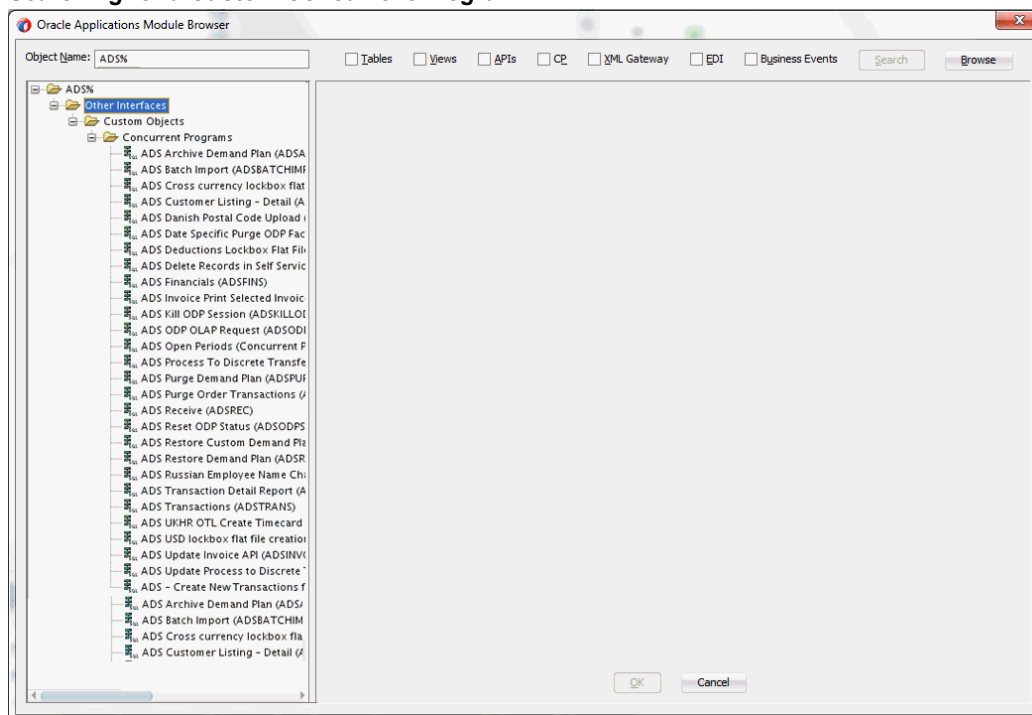 Oracle Applications Module Browser
Object Name: ADS% Tables Views APIs CP XML Gateway EDI Business Events Search Browse
ADS%
Other Interfaces
Custom Objects
Concurrent Programs
ADS Archive Demand Plan (ADSA
ADS Batch Import (ADSBATCHIMF
ADS Cross currency lockbox flat
ADS Customer Listing - Detail (A
ADS Danish Postal Code Upload (
ADS Date Specific Purge ODP Fac
ADS Deductions Lockbox Flat File
ADS Delete Records in Self Servic
ADS Financials (ADSFINS)
ADS Invoice Print Selected Invoic
ADS Kill ODP Session (ADSKILLOD
ADS ODP OLAP Request (ADSODI
ADS Open Periods (Concurrent P
ADS Process To Discrete Transfe
ADS Purge Demand Plan (ADSPUF
ADS Purge Order Transactions (A
ADS Receive (ADSREC)
ADS Reset ODP Status (ADSODPS
ADS Restore Custom Demand Pla
ADS Restore Demand Plan (ADSR
ADS Russian Employee Name Cha
ADS Transaction Detail Report (A
ADS Transactions (ADSTRANS)
ADS UKHR OTL Create Timecard
ADS USD lockbox flat file creation
ADS Update Invoice API (ADSINV
ADS Update Process to Discrete
ADS - Create New Transactions f
ADS Archive Demand Plan (ADS
ADS Batch Import (ADSBATCHIM
ADS Cross currency lockbox fla
ADS Customer Listing - Detail (A
OK Cancel